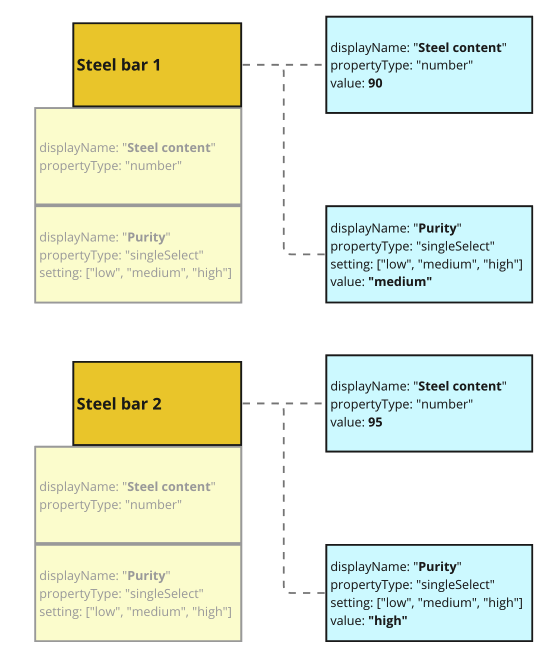 Steel bar 1
displayName: "Steel content"
propertyType: "number"
value: 90
displayName: "Steel content"
propertyType: "number"
displayName: "Purity"
propertyType: "singleSelect"
setting: ["low", "medium", "high"]
displayName: "Purity"
propertyType: "singleSelect"
setting: ["low", "medium", "high"]
value: "medium"
Steel bar 2
displayName: "Steel content"
propertyType: "number"
value: 95
displayName: "Steel content"
propertyType: "number"
displayName: "Purity"
propertyType: "singleSelect"
setting: ["low", "medium", "high"]
displayName: "Purity"
propertyType: "singleSelect"
setting: ["low", "medium", "high"]
value: "high"